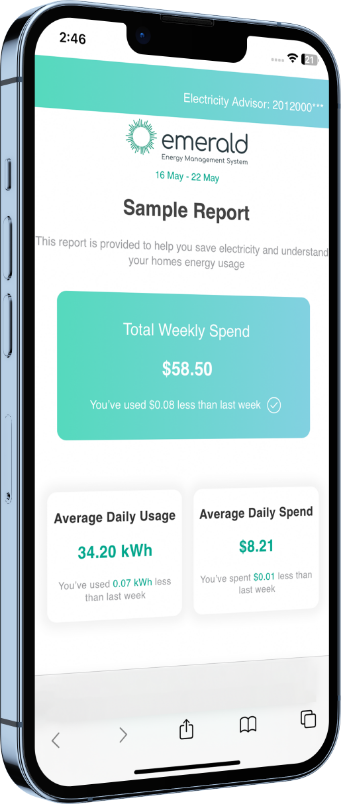 2:46
21
Electricity Advisor: 2012000***
emerald
Energy Management System
16 May - 22 May
Sample Report
This report is provided to help you save electricity and understand
your homes energy usage
Total Weekly Spend
$58.50
You've used $0.08 less than last week
Average Daily Usage
34.20 kWh
You've used 0.07 kWh less
than last week
Average Daily Spend
$8.21
You've spent $0.01 less than
last week